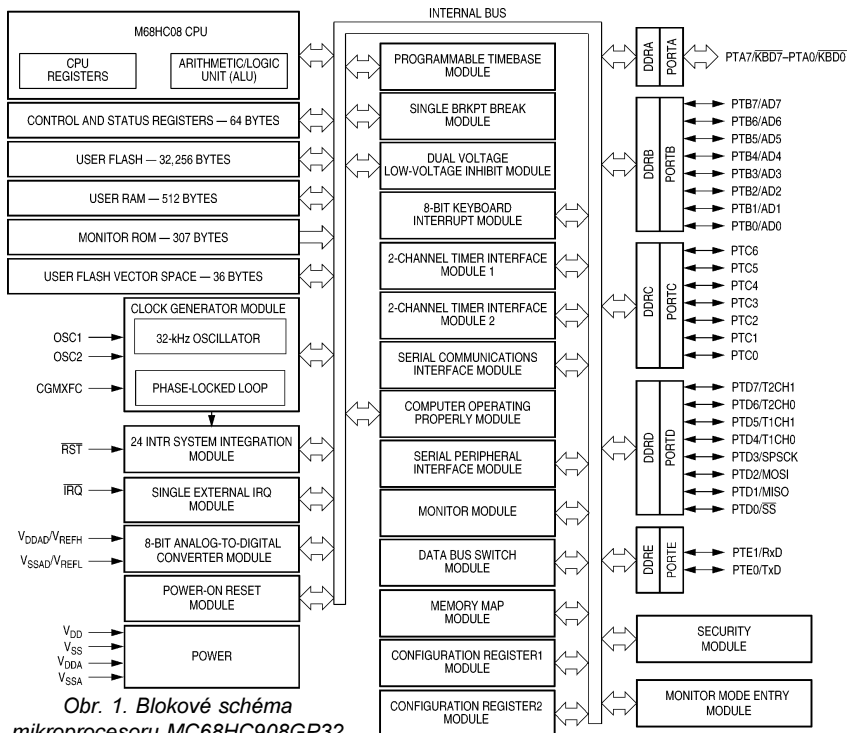 INTERNAL BUS
M68HC08 CPU
CPU
REGISTERS
ARITHMETIC/LOGIC
UNIT (ALU)
CONTROL AND STATUS REGISTERS — 64 BYTES
USER FLASH — 32,256 BYTES
USER RAM — 512 BYTES
MONITOR ROM — 307 BYTES
USER FLASH VECTOR SPACE — 36 BYTES
CLOCK GENERATOR MODULE
32-kHz OSCILLATOR
PHASE-LOCKED LOOP
OSC1
OSC2
CGMXFC
RST
24 INTR SYSTEM INTEGRATION
MODULE
IRQ
SINGLE EXTERNAL IRQ
MODULE
VDDAD/VREFH
VSSAD/VREFL
8-BIT ANALOG-TO-DIGITAL
CONVERTER MODULE
POWER-ON RESET
MODULE
VDD
VSS
VDDA
VSSA
POWER
Obr. 1. Blokové schéma
mikroprocesoru MC68HC908GP32
PROGRAMMABLE TIMEBASE
MODULE
SINGLE BRKPT BREAK
MODULE
DUAL VOLTAGE
LOW-VOLTAGE INHIBIT MODULE
8-BIT KEYBOARD
INTERRUPT MODULE
2-CHANNEL TIMER INTERFACE
MODULE 1
2-CHANNEL TIMER INTERFACE
MODULE 2
SERIAL COMMUNICATIONS
INTERFACE MODULE
COMPUTER OPERATING
PROPERLY MODULE
SERIAL PERIPHERAL
INTERFACE MODULE
MONITOR MODULE
DATA BUS SWITCH
MODULE
MEMORY MAP
MODULE
CONFIGURATION REGISTER1
MODULE
CONFIGURATION REGISTER2
MODULE
DDRA
PORTA
PTA7/KBD7–PTA0/KBD0
DDRB
PORTB
PTB7/AD7
PTB6/AD6
PTB5/AD5
PTB4/AD4
PTB3/AD3
PTB2/AD2
PTB1/AD1
PTB0/AD0
DDRC
PORTC
PTC6
PTC5
PTC4
PTC3
PTC2
PTC1
PTC0
DDRD
PORTD
PTD7/T2CH1
PTD6/T2CH0
PTD5/T1CH1
PTD4/T1CH0
PTD3/SPSCK
PTD2/MOSI
PTD1/MISO
PTD0/SS
DDRE
PORTE
PTE1/RxD
PTE0/TxD
SECURITY
MODULE
MONITOR MODE ENTRY
MODULE